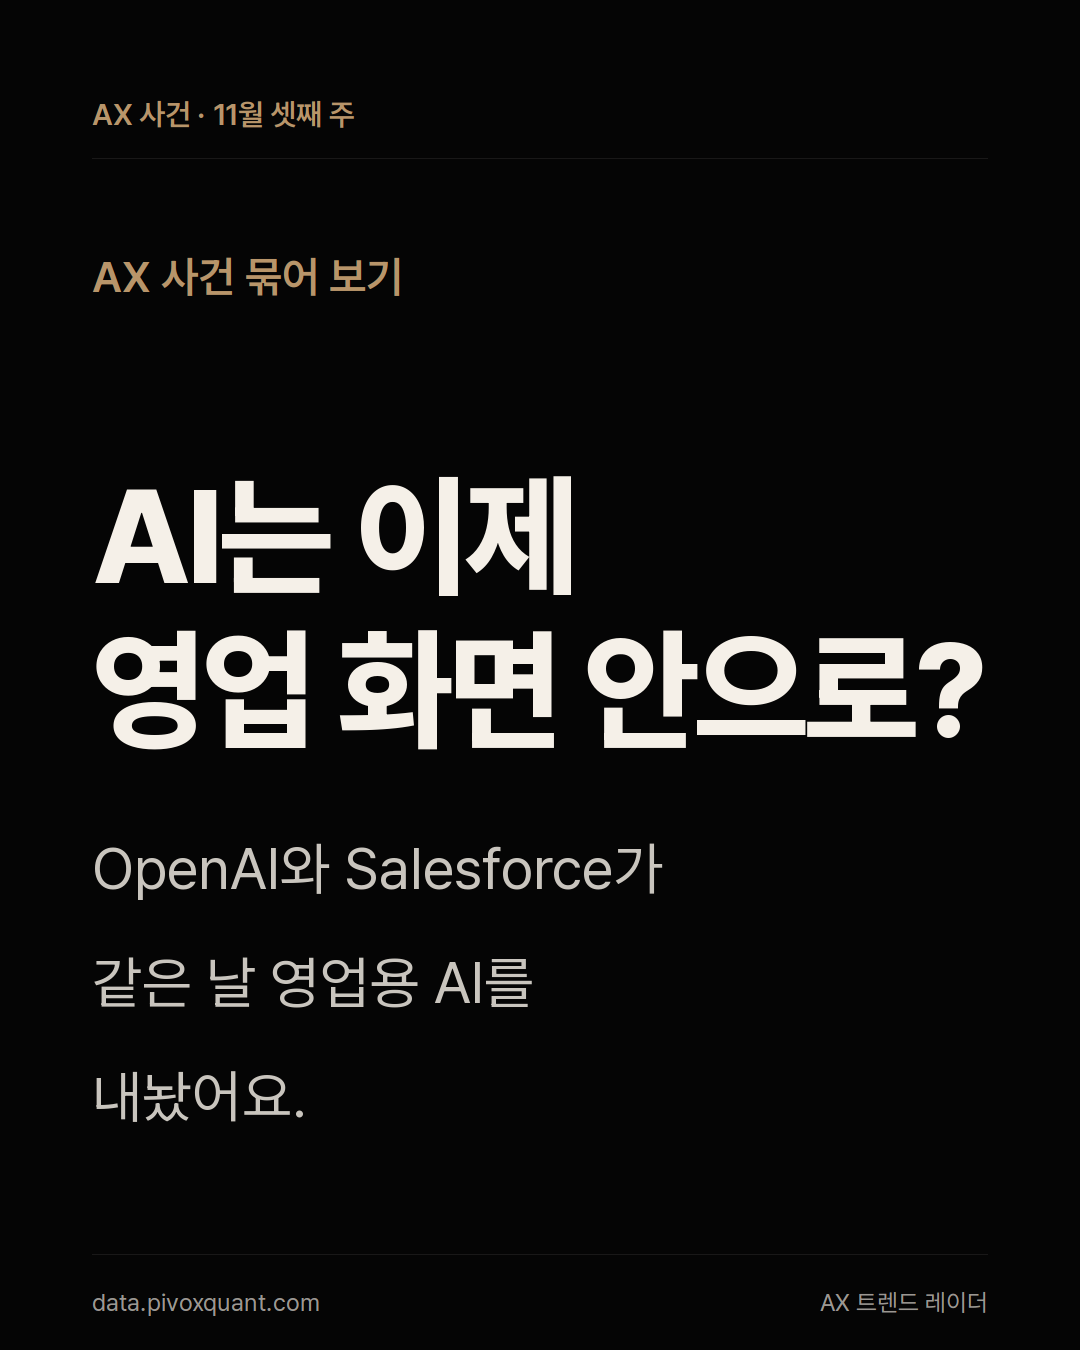 AX 사건 · 11월 셋째 주
AX 사건 묶어 보기
AI는 이제
영업 화면 안으로?
OpenAI와 Salesforce가
같은 날 영업용 AI를
내놨어요.
data.pivoxquant.com
AX 트렌드 레이더